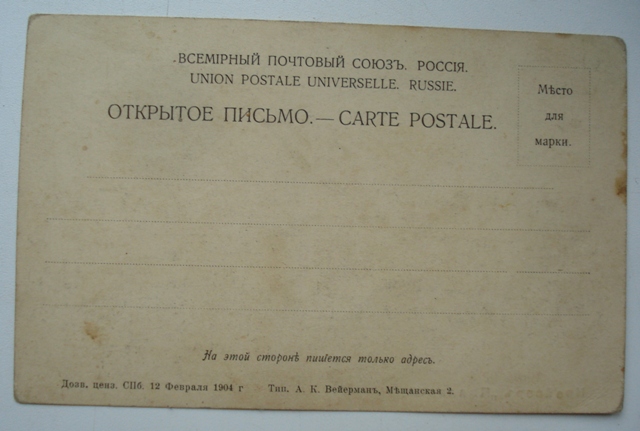 ВСЕМІРНЫЙ ПОЧТОВЫЙ СОЮЗЪ. РОССІЯ.
UNION POSTALE UNIVERSELLE. RUSSIE.
ОТКРЫТОЕ ПИСЬМО.—CARTE POSTALE.
Мѣсто
для
марки.
На этой сторонѣ пишется только адресъ.
Дозв. ценз. СПб. 12 Февраля 1904 г Тип. А. К. Вейерманъ, Мѣщанская 2.